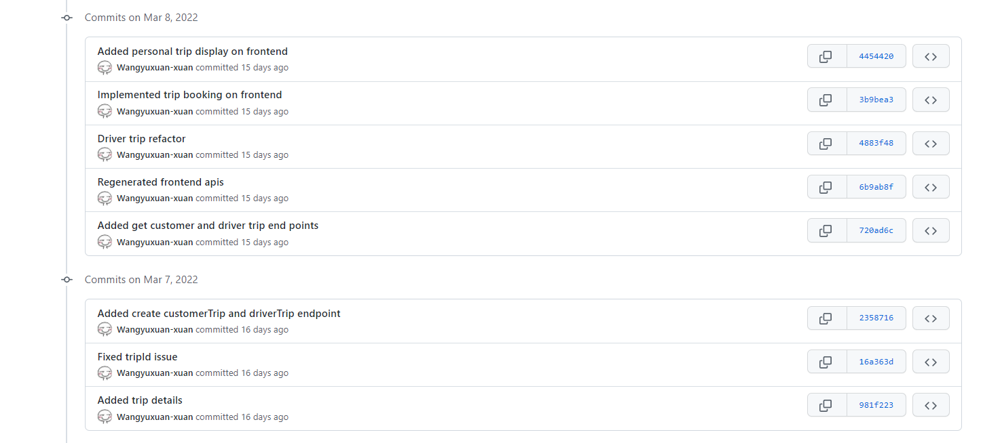 Commits on Mar 8, 2022
Added personal trip display on frontend
Wangyuxuan-xuan committed 15 days ago
4454420
Implemented trip booking on frontend
Wangyuxuan-xuan committed 15 days ago
3b9bea3
Driver trip refactor
Wangyuxuan-xuan committed 15 days ago
4883f48
Regenerated frontend apis
Wangyuxuan-xuan committed 15 days ago
6b9ab8f
Added get customer and driver trip end points
Wangyuxuan-xuan committed 15 days ago
720ad6c
Commits on Mar 7, 2022
Added create customerTrip and driverTrip endpoint
Wangyuxuan-xuan committed 16 days ago
2358716
Fixed tripId issue
Wangyuxuan-xuan committed 16 days ago
16a363d
Added trip details
Wangyuxuan-xuan committed 16 days ago
981f223